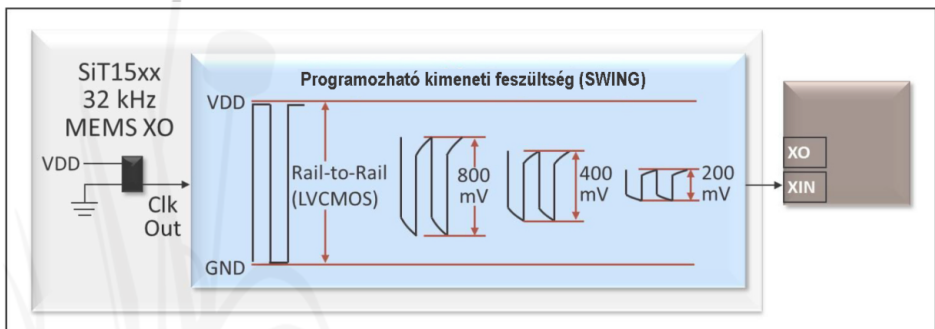 SiT15xx
32 kHz
MEMS XO
VDD
Clk
Out
Programozható kimeneti feszültség (SWING)
VDD
Rail-to-Rail
(LVCMOS)
GND
800
mV
400
mV
200
mV
XO
XIN